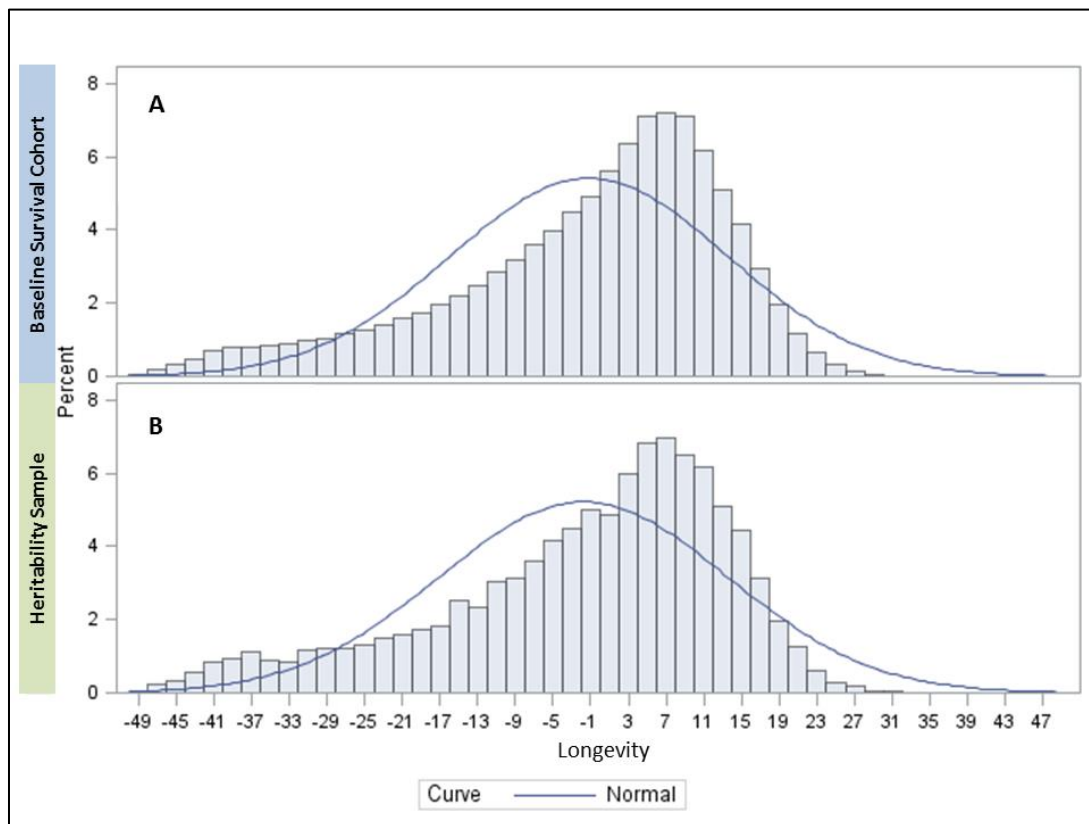 Baseline Survival Cohort
Heritability Sample
Percent
A
8
6
4
2
0
B
8
6
4
2
0
-49 -45 -41 -37 -33 -29 -25 -21 -17 -13 -9 -5 -1 3 7 11 15 19 23 27 31 35 39 43 47
Longevity
Curve Normal